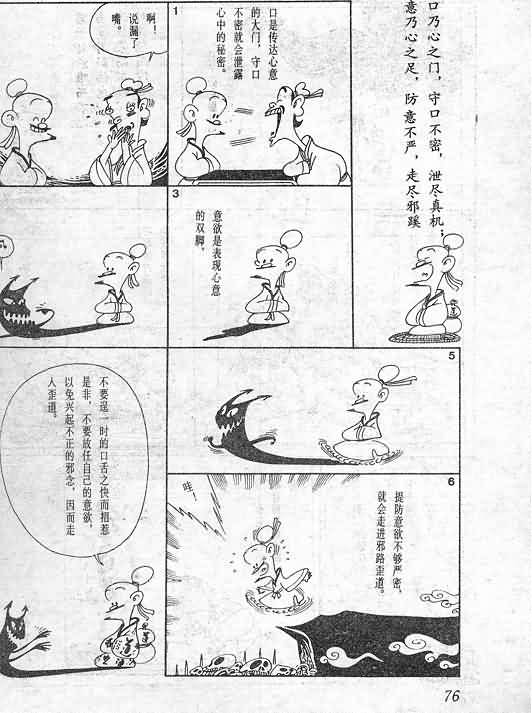 口乃心之门，守口不密，泄尽真机；
意乃心之足，防意不严，走尽邪蹊
1
口是传达心意
的大门，守口
不密就会泄露
心中的秘密。
啊！
说漏了
嘴。
3
意欲是表现心意
的双脚。
5
6
提防意欲不够严密，
就会走进邪路歪道。
哇！
不要逞一时的口舌之快而招惹
是非，不要放任自己的意欲，
以免兴起不正的邪念，因而走
人歪道。
道
76